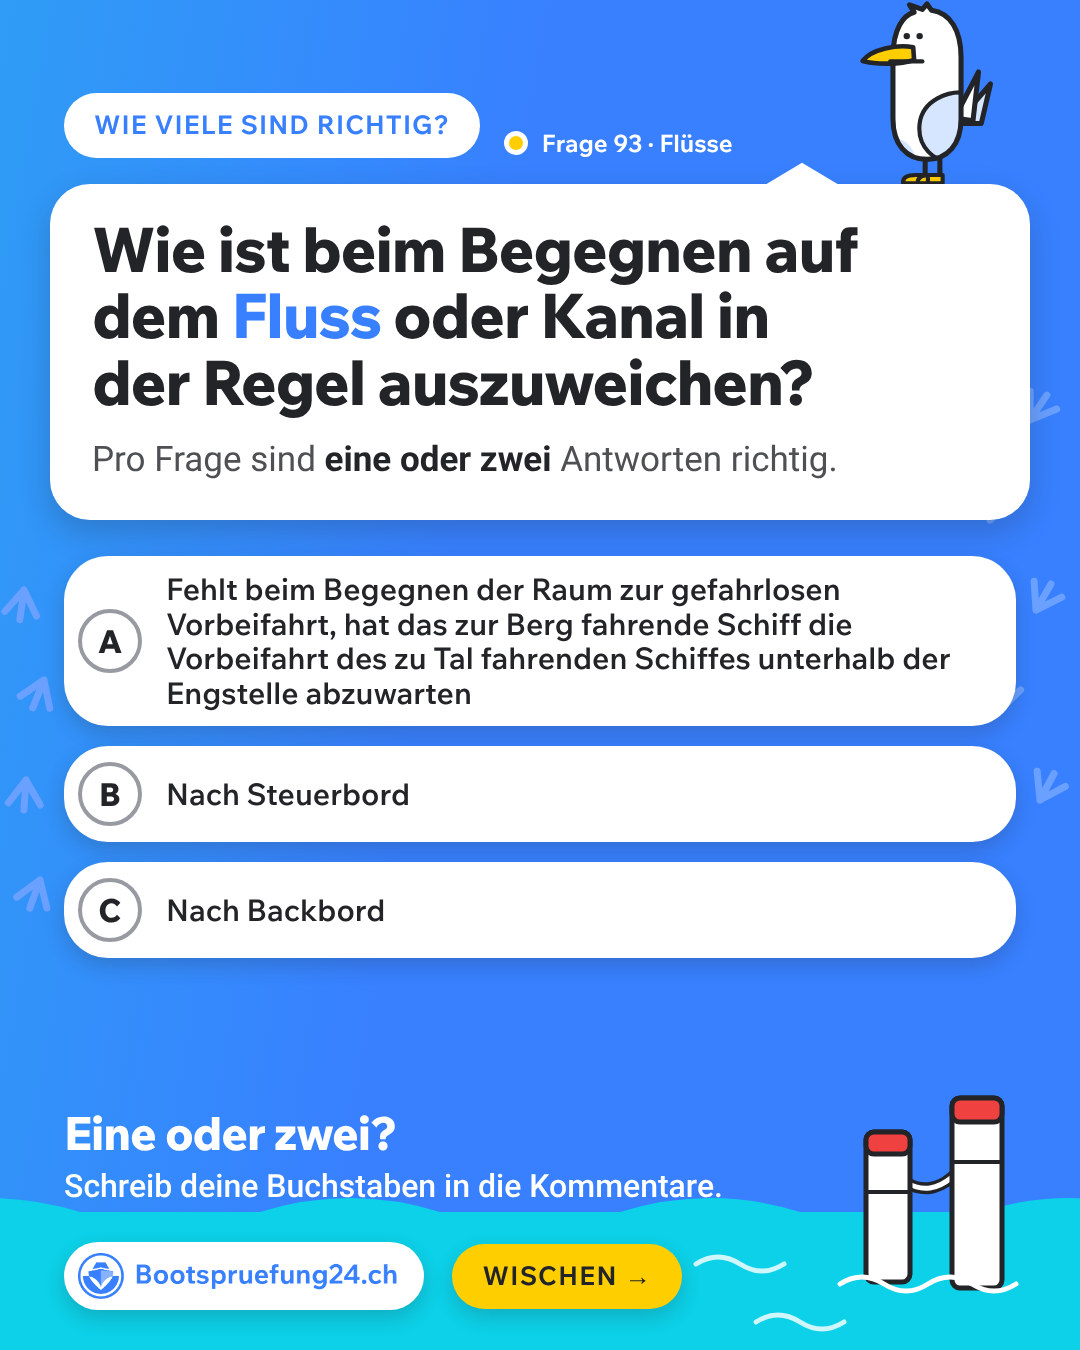 WIE VIELE SIND RICHTIG?
Frage 93 · Flüsse
Wie ist beim Begegnen auf
dem Fluss oder Kanal in
der Regel auszuweichen?
Pro Frage sind eine oder zwei Antworten richtig.
A
Fehlt beim Begegnen der Raum zur gefahrlosen
Vorbeifahrt, hat das zur Berg fahrende Schiff die
Vorbeifahrt des zu Tal fahrenden Schiffes unterhalb der
Engstelle abzuwarten
B
Nach Steuerbord
C
Nach Backbord
Eine oder zwei?
Schreib deine Buchstaben in die Kommentare.
Bootspruefung24.ch
WISCHEN →